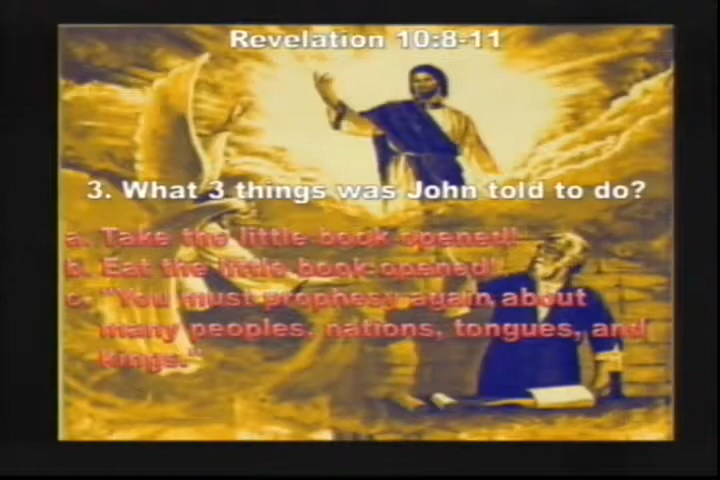 Revelation 10:8-11
3. What 3 things was John told to do?
a. Take the little book opened!
b. Eat the little book opened!
c. "You must prophesy again about
many peoples, nations, tongues, and
kings."